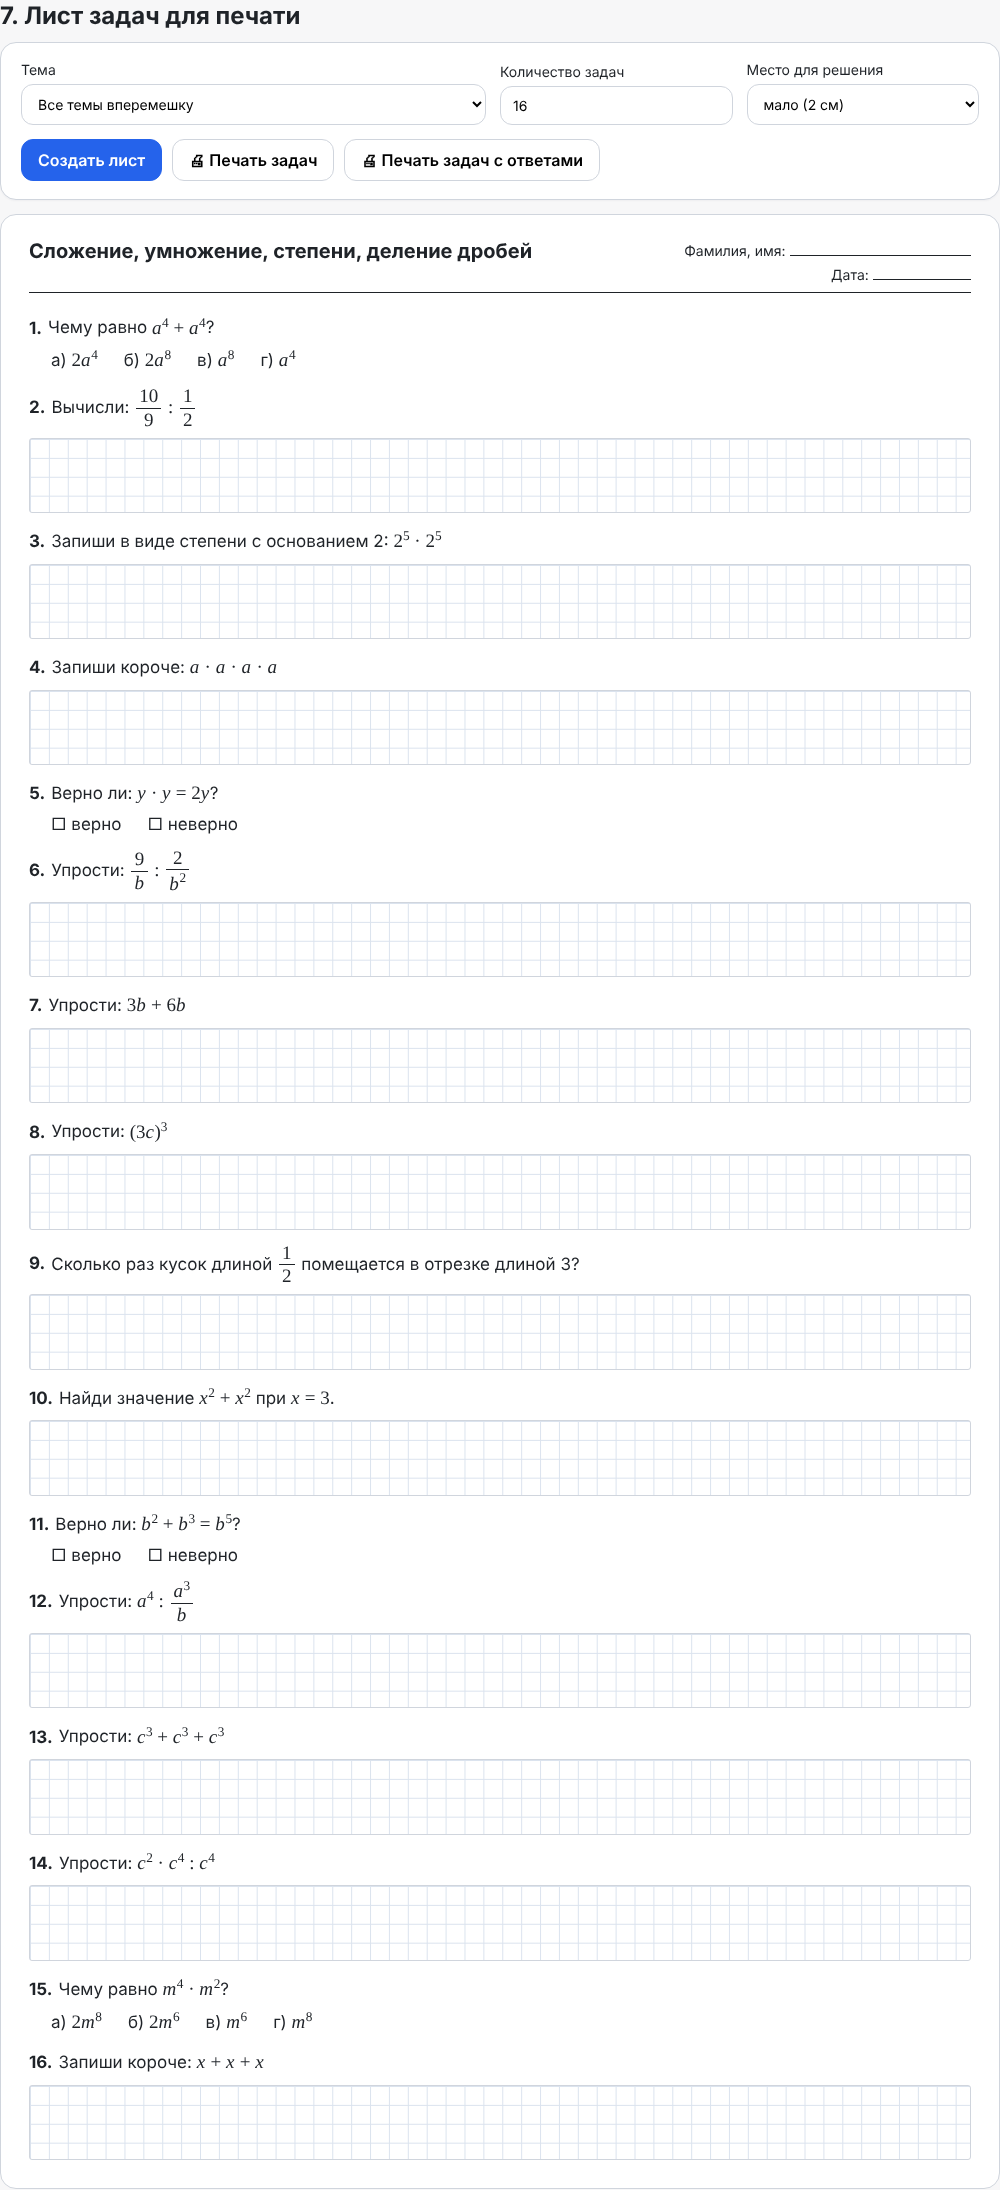 7. Лист задач для печати
Тема
Количество задач
Место для решения
Все темы вперемешку
16
мало (2 см)
Создать лист
🖨 Печать задач
🖨 Печать задач с ответами
Сложение, умножение, степени, деление дробей
Фамилия, имя: ____________________
Дата: ___________
1. Чему равно a⁴ + a⁴?
а) 2a⁴ б) 2a⁸ в) a⁸ г) a⁴
2. Вычисли: 10/9 : 1/2
3. Запиши в виде степени с основанием 2: 2⁵ · 2⁵
4. Запиши короче: a · a · a · a
5. Верно ли: y · y = 2y?
☐ верно ☐ неверно
6. Упрости: 9/b : 2/b²
7. Упрости: 3b + 6b
8. Упрости: (3c)³
9. Сколько раз кусок длиной 1/2 помещается в отрезке длиной 3?
10. Найди значение x² + x² при x = 3.
11. Верно ли: b² + b³ = b⁵?
☐ верно ☐ неверно
12. Упрости: a⁴ : a³/b
13. Упрости: c³ + c³ + c³
14. Упрости: c² · c⁴ : c⁴
15. Чему равно m⁴ · m²?
а) 2m⁸ б) 2m⁶ в) m⁶ г) m⁸
16. Запиши короче: x + x + x